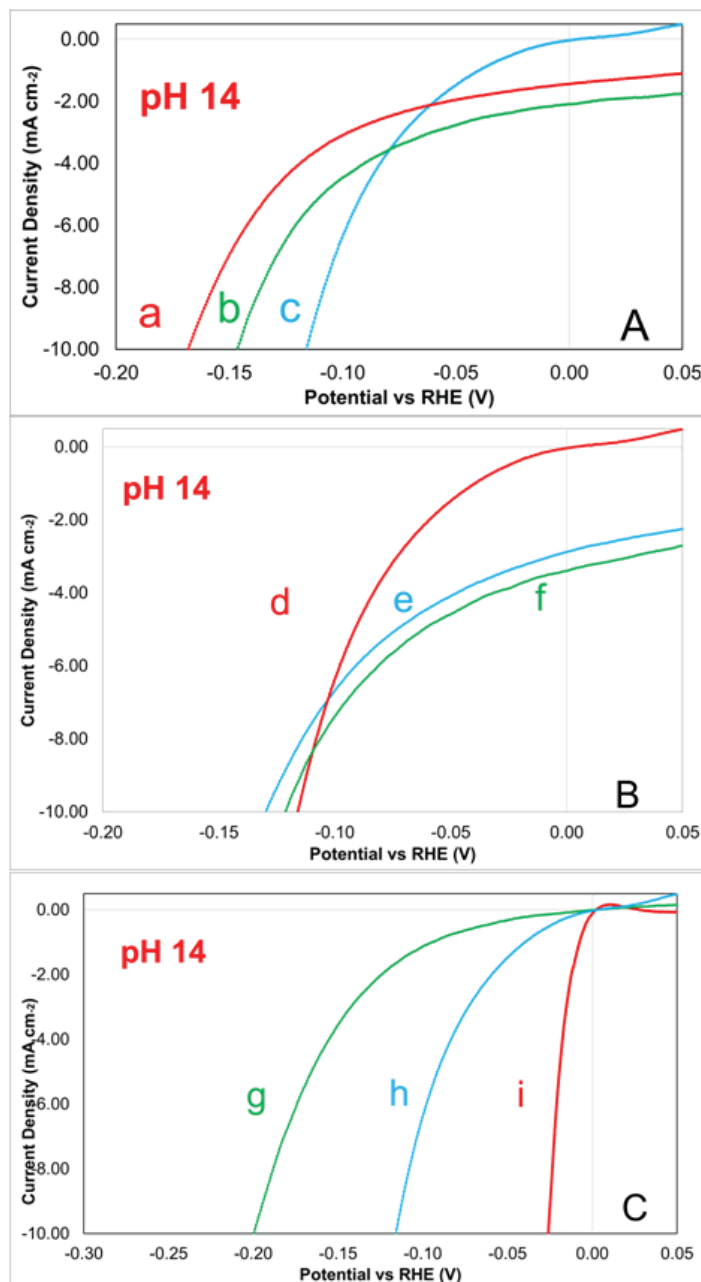 0.00
-2.00
-4.00
-6.00
-8.00
-10.00
Current Density (mA cm-2)
pH 14
a
b
c
A
-0.20
-0.15
-0.10
-0.05
0.00
0.05
Potential vs RHE (V)
0.00
-2.00
-4.00
-6.00
-8.00
-10.00
Current Density (mA cm-2)
pH 14
d
e
f
B
-0.20
-0.15
-0.10
-0.05
0.00
0.05
Potential vs RHE (V)
0.00
-2.00
-4.00
-6.00
-8.00
-10.00
Current Density (mA cm-2)
pH 14
g
h
i
C
-0.30
-0.25
-0.20
-0.15
-0.10
-0.05
0.00
0.05
Potential vs RHE (V)